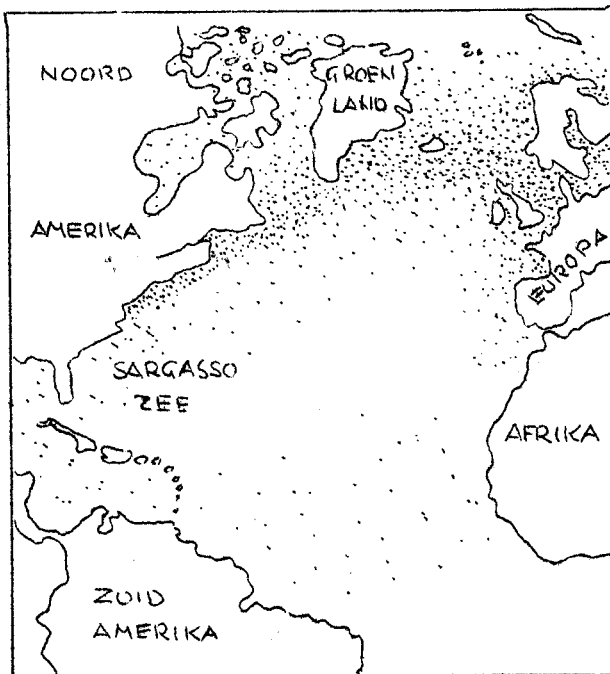 NOORD
GROEN
LAND
AMERIKA
EUROPA
SARGASSO
ZEE
AFRIKA
ZUID
AMERIKA